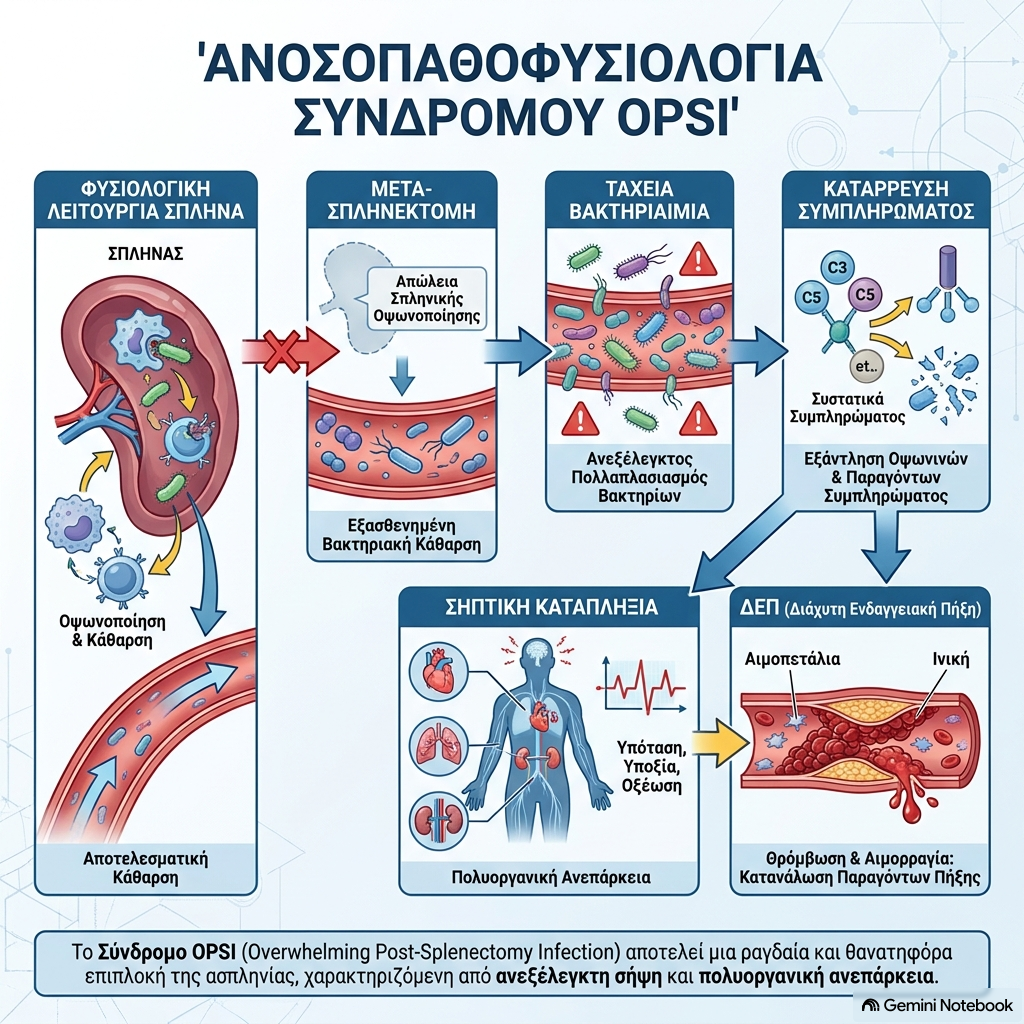 'ΑΝΟΣΟΠΑΘΟΦΥΣΙΟΛΟΓΙΑ
ΣΥΝΔΡΟΜΟΥ OPSI'
ΦΥΣΙΟΛΟΓΙΚΗ
ΛΕΙΤΟΥΡΓΙΑ ΣΠΛΗΝΑ
ΣΠΛΗΝΑΣ
Οψωνοποίηση
& Κάθαρση
Αποτελεσματική
Κάθαρση
ΜΕΤΑ-
ΣΠΛΗΝΕΚΤΟΜΗ
Απώλεια
Σπληνικής
Οψωνοποίησης
Εξασθενημένη
Βακτηριακή Κάθαρση
ΤΑΧΕΙΑ
ΒΑΚΤΗΡΙΑΙΜΙΑ
Ανεξέλεγκτος
Πολλαπλασιασμός
Βακτηρίων
ΚΑΤΑΡΡΕΥΣΗ
ΣΥΜΠΛΗΡΩΜΑΤΟΣ
C3
C5
C5
et..
Συστατικά
Συμπληρώματος
Εξάντληση Οψωνινών
& Παραγόντων
Συμπληρώματος
ΣΗΠΤΙΚΗ ΚΑΤΑΠΛΗΞΙΑ
Υπόταση,
Υποξία,
Οξέωση
Πολυοργανική Ανεπάρκεια
ΔΕΠ (Διάχυτη Ενδαγγειακή Πήξη)
Αιμοπετάλια
Ινική
Θρόμβωση & Αιμορραγία:
Κατανάλωση Παραγόντων Πήξης
Το Σύνδρομο OPSI (Overwhelming Post-Splenectomy Infection) αποτελεί μια ραγδαία και θανατηφόρα
επιπλοκή της ασπληνίας, χαρακτηριζόμενη από ανεξέλεγκτη σήψη και πολυοργανική ανεπάρκεια.
Gemini Notebook